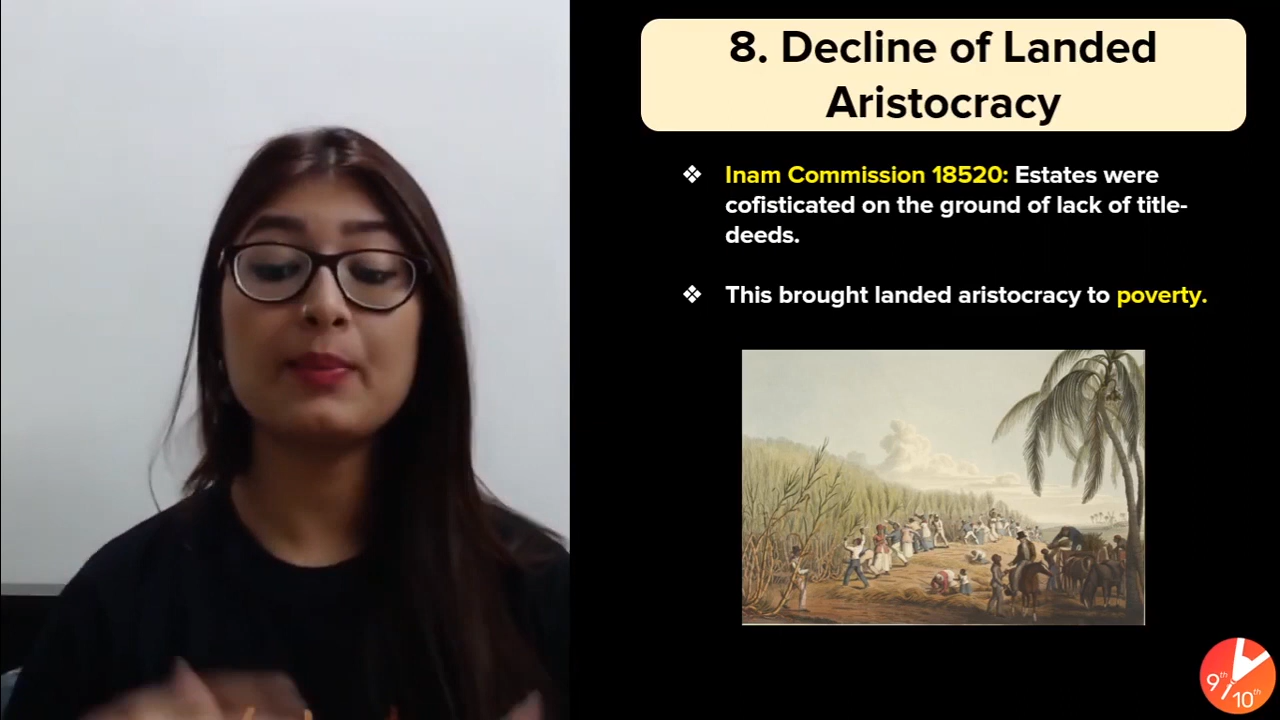 8. Decline of Landed
Aristocracy
❖ Inam Commission 18520: Estates were
cofisticated on the ground of lack of title-
deeds.
❖ This brought landed aristocracy to poverty.
9th
10th